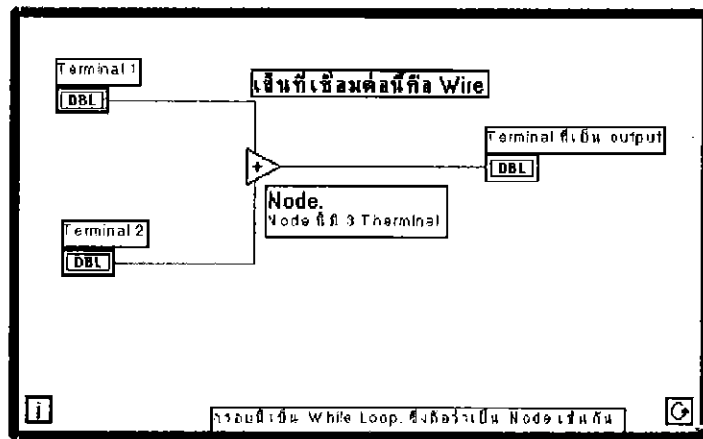 Terminal 1
DBL
เส้นที่เชื่อมต่อนี้คือ Wire
Terminal ที่เป็น output
DBL
+
Node.
Node นี้มี 3 Therminal
Terminal 2
DBL
i
กรอบนี้เป็น While Loop. ซึ่งถือว่าเป็น Node เช่นกัน